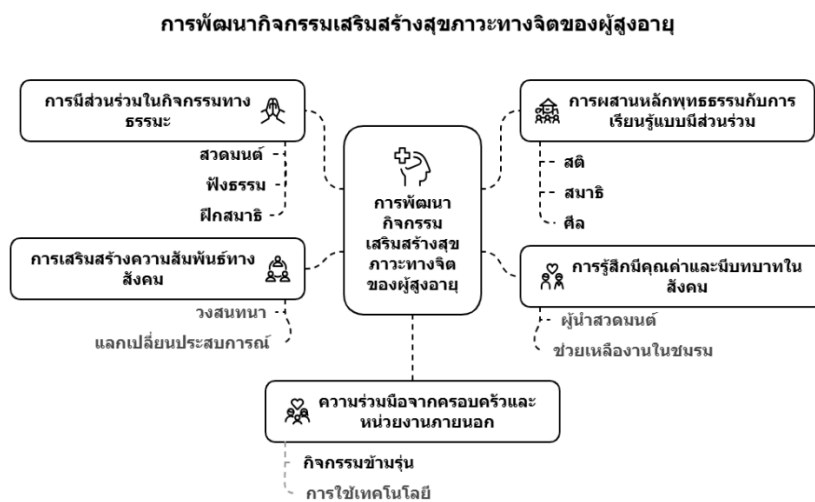 การพัฒนากิจกรรมเสริมสร้างสุขภาวะทางจิตของผู้สูงอายุ
การมีส่วนร่วมในกิจกรรมทาง
ธรรมะ
สวดมนต์
ฟังธรรม
ฝึกสมาธิ
การเสริมสร้างความสัมพันธ์ทาง
สังคม
วงสนทนา
แลกเปลี่ยนประสบการณ์
การพัฒนา
กิจกรรม
เสริมสร้างสุข
ภาวะทางจิต
ของผู้สูงอายุ
การผสานหลักพุทธธรรมกับการ
เรียนรู้แบบมีส่วนร่วม
สติ
สมาธิ
ศีล
การรู้สึกมีคุณค่าและมีบทบาทใน
สังคม
ผู้นำสวดมนต์
ช่วยเหลืองานในชมรม
ความร่วมมือจากครอบครัวและ
หน่วยงานภายนอก
กิจกรรมข้ามรุ่น
การใช้เทคโนโลยี